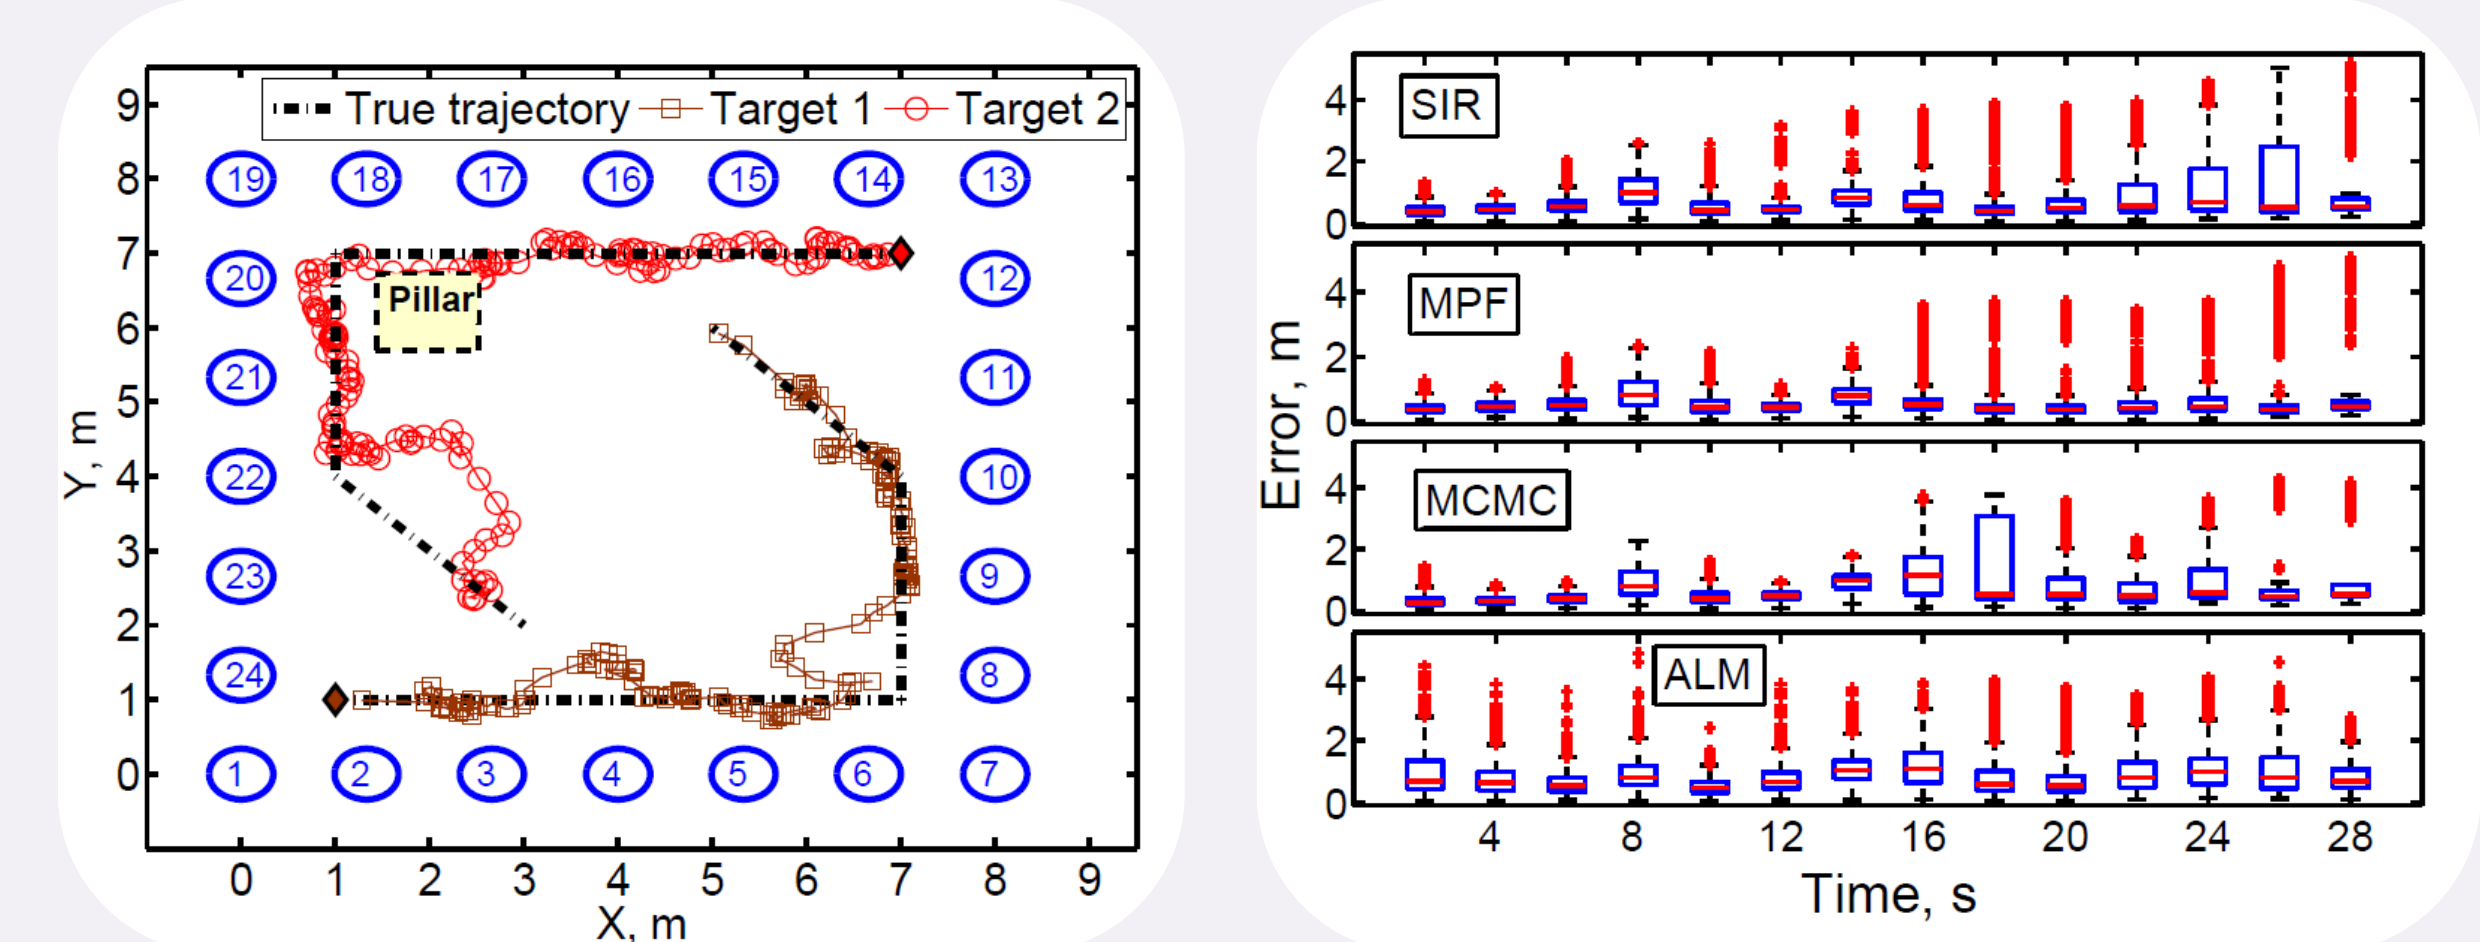 True trajectory Target 1 Target 2
9
19 18 17 16 15 14 13
8
7
20 12
Pillar
6
21 11
5
Y, m
22 10
4
3
23 9
2
24 8
1
1 2 3 4 5 6 7
0
0 1 2 3 4 5 6 7 8 9
X, m
SIR
4
2
0
MPF
4
2
0
Error, m
MCMC
4
2
0
ALM
4
2
0
4 8 12 16 20 24 28
Time, s